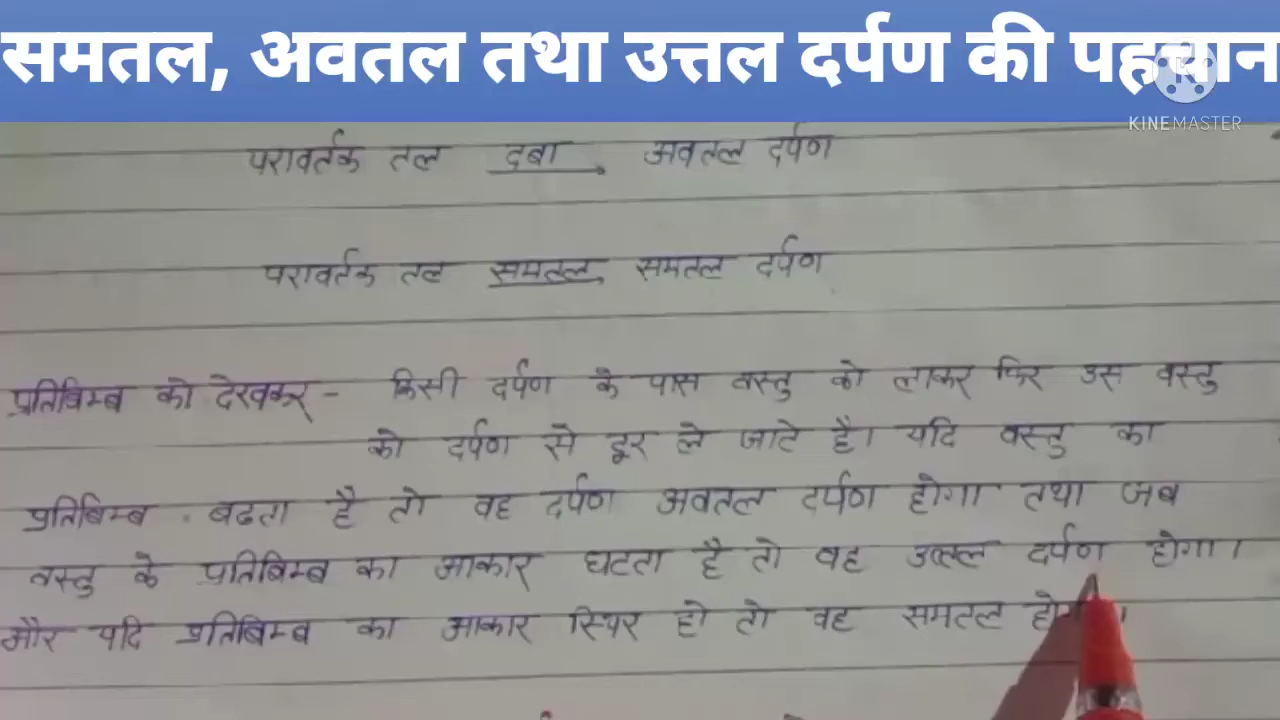 समतल, अवतल तथा उत्तल दर्पण की पहचान
KINEMASTER
परावर्तक तल दबा अवतल दर्पण
परावर्तक तल समतल समतल दर्पण
प्रतिबिम्ब को देखकर - किसी दर्पण के पास वस्तु को लाकर फिर उस वस्तु
को दर्पण से दूर ले जाते है। यदि वस्तु का
प्रतिबिम्ब बढता है तो वह दर्पण अवतल दर्पण होगा तथा जब
वस्तु के प्रतिबिम्ब का आकार घटता है तो वह उत्तल दर्पण होगा।
और यदि प्रतिबिम्ब का आकार स्थिर हो तो वह समतल होगा।